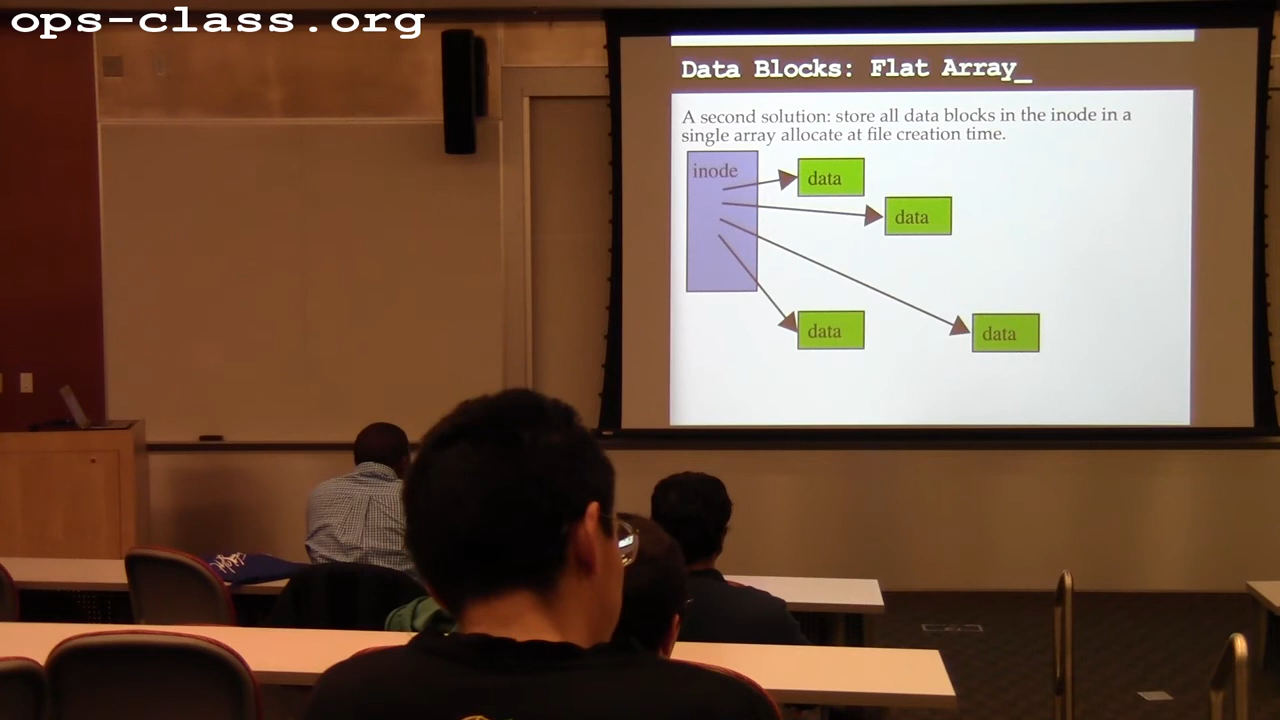 ops-class.org
Data Blocks: Flat Array_
A second solution: store all data blocks in the inode in a
single array allocate at file creation time.
inode
data
data
data
data